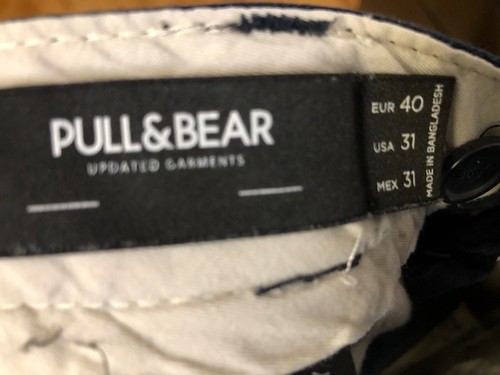 PULL&BEAR
UPDATED GARMENTS
EUR 40
USA 31
MEX 31
MADE IN BANGLADESH